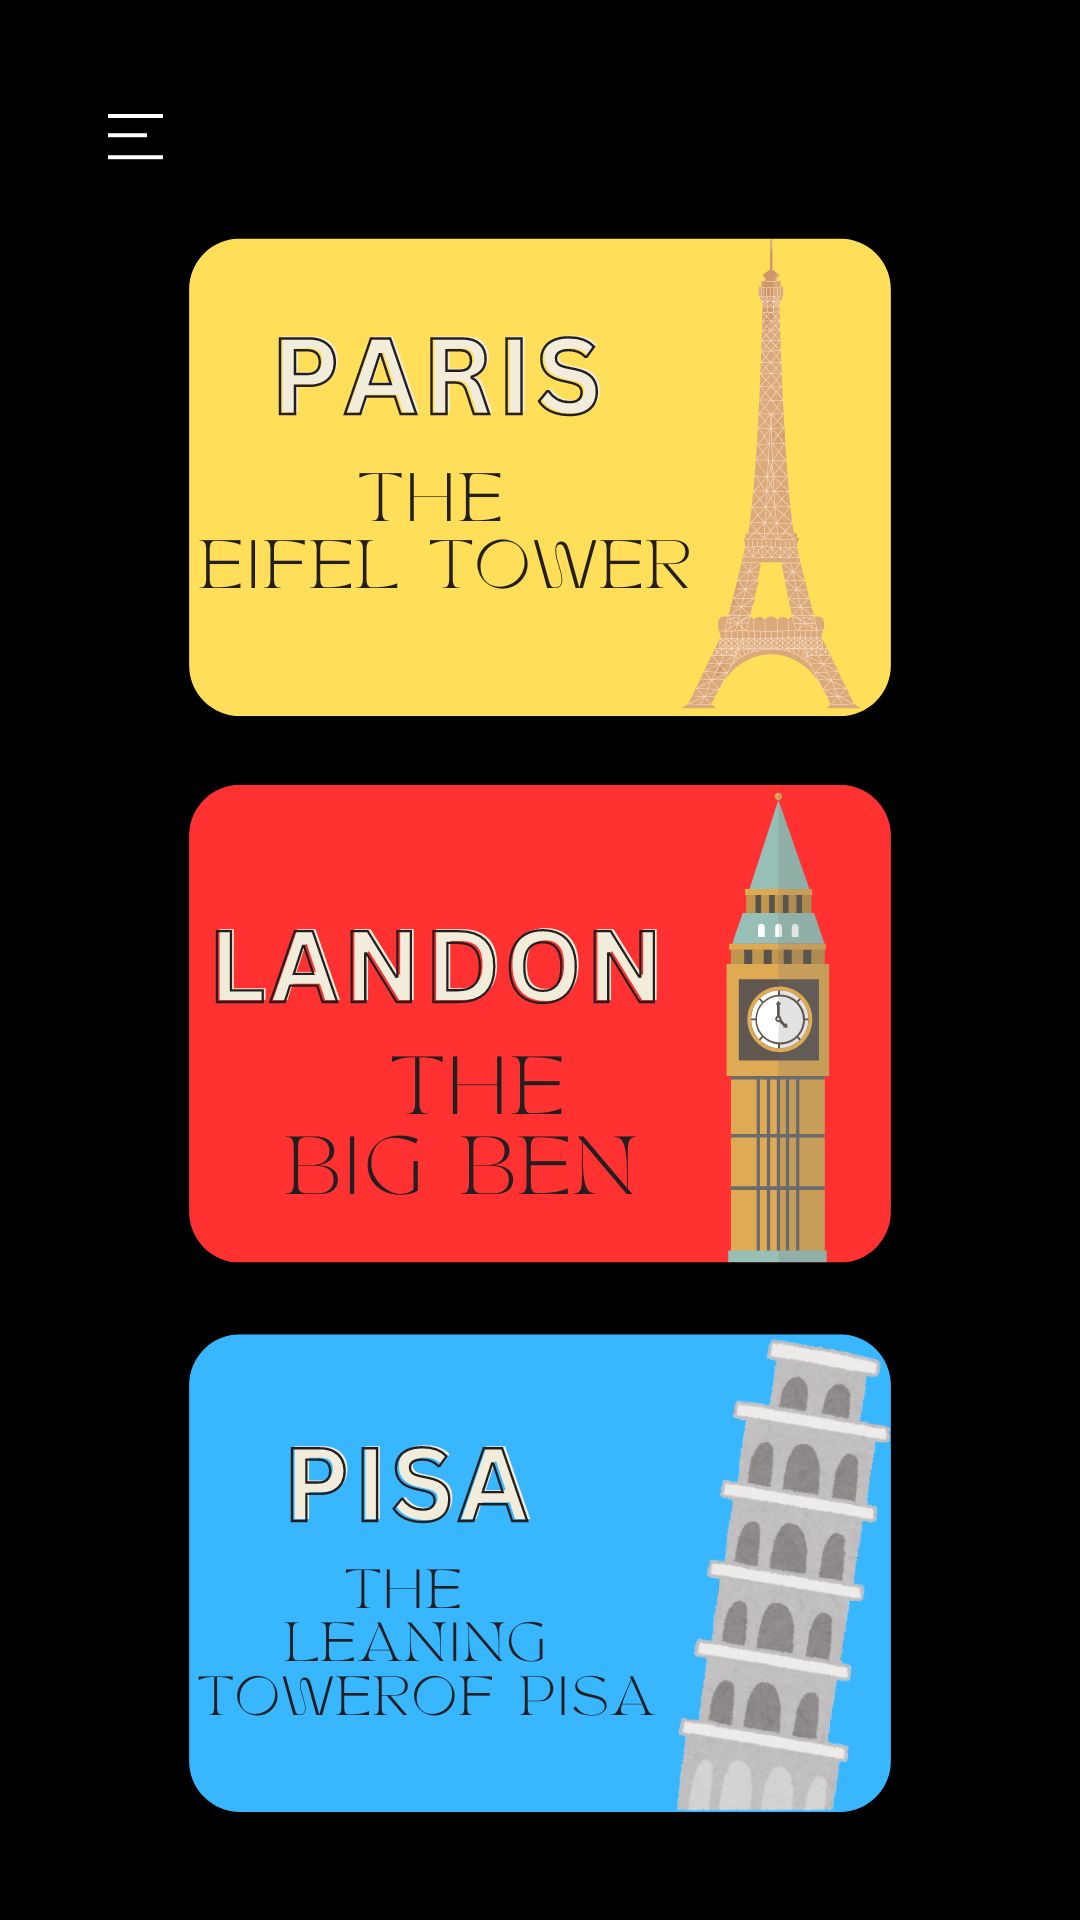 PARIS
THE
EIFEL TOWER
LANDON
THE
BIG BEN
PISA
THE
LEANING
TOWEROF PISA